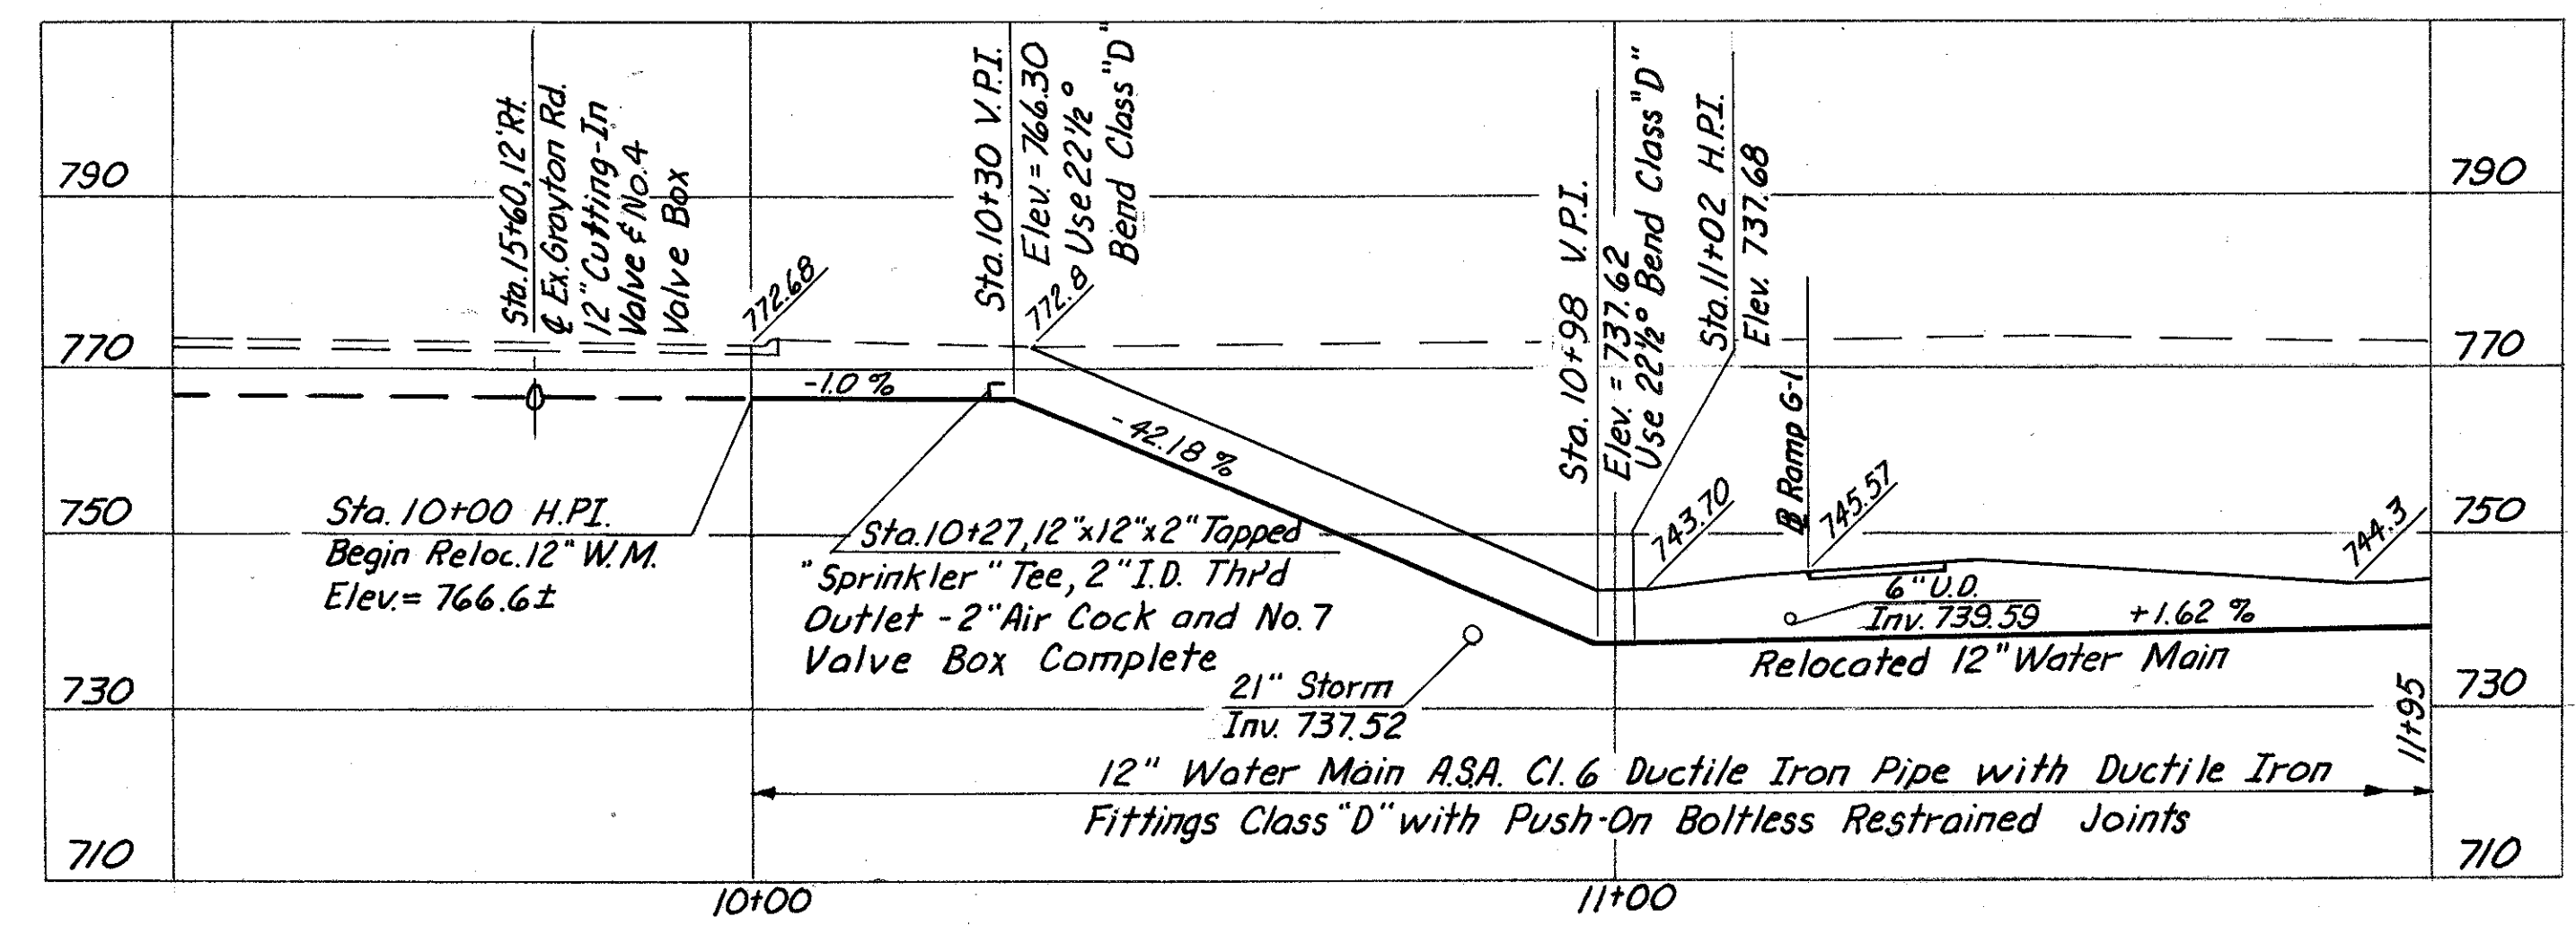 Sta. 15+60, 12' Rt.
℄ Ex. Grayton Rd.
12" Cutting-In
Valve & No. 4
Valve Box
Sta. 10+30 V.P.I.
Elev. = 766.30
Use 22 1/2°
Bend Class "D"
Sta. 10+98 V.P.I.
Elev. = 737.62
Use 22 1/2° Bend Class "D"
Sta. 11+02 H.P.I.
Elev. 737.68
790
790
772.68
772.8
770
770
-1.0 %
-42.18 %
℄ Ramp G-1
743.70
745.57
744.3
750
750
Sta. 10+00 H.P.I.
Begin Reloc. 12" W.M.
Elev. = 766.6±
Sta. 10+27, 12"x12"x2" Tapped
"Sprinkler" Tee, 2" I.D. Thr'd
Outlet - 2" Air Cock and No. 7
Valve Box Complete
6" U.D.
Inv. 739.59
+1.62 %
Relocated 12" Water Main
21" Storm
Inv. 737.52
730
730
11+95
12" Water Main A.S.A. Cl. 6 Ductile Iron Pipe with Ductile Iron
Fittings Class "D" with Push-On Boltless Restrained Joints
710
710
10+00
11+00